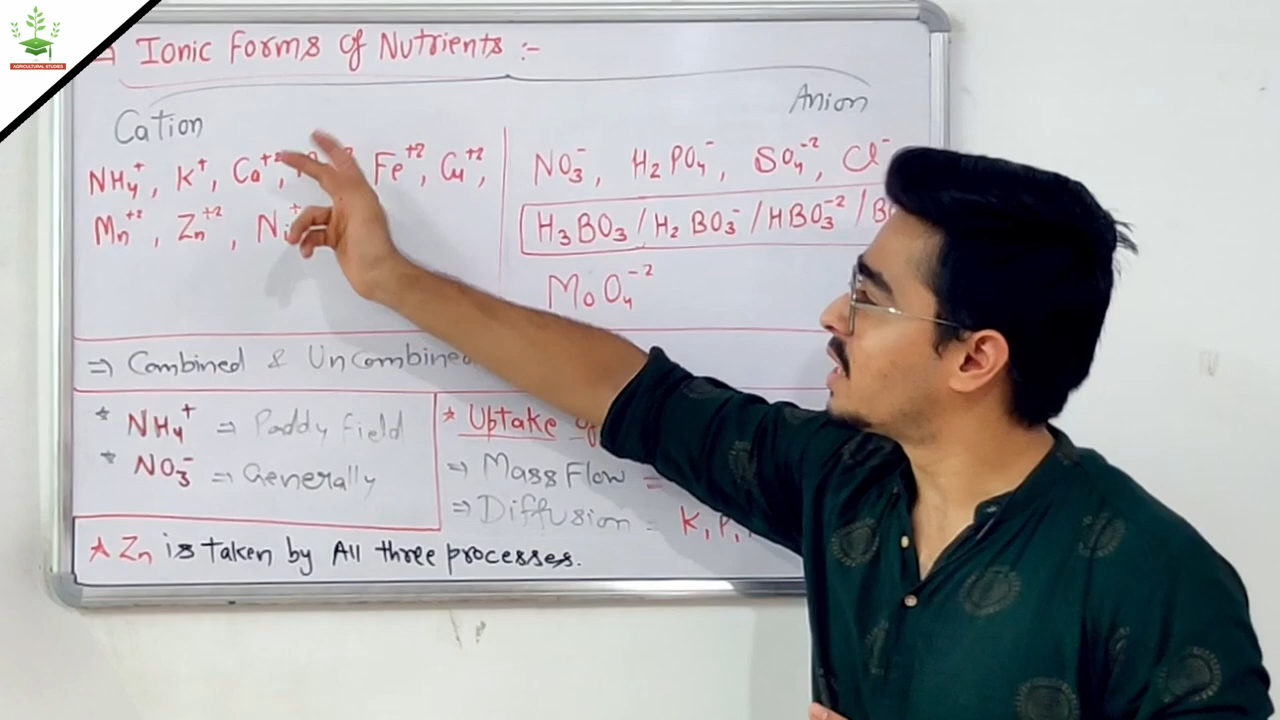 AGRICULTURAL STUDIES
⇒ Ionic Forms of Nutrients :-
Cation
Anion
NH₄⁺, K⁺, Ca⁺², Fe⁺², Cu⁺²,
Mn⁺², Zn⁺², Ni⁺
NO₃⁻, H₂PO₄⁻, SO₄⁻², Cl⁻
H₃BO₃ / H₂BO₃⁻ / HBO₃⁻² / B
MoO₄⁻²
⇒ Combined & Uncombined
* NH₄⁺ ⇒ Paddy field
* NO₃⁻ ⇒ Generally
* Uptake
⇒ Mass Flow =
⇒ Diffusion = K, P,
★ Zn is taken by All three processes.